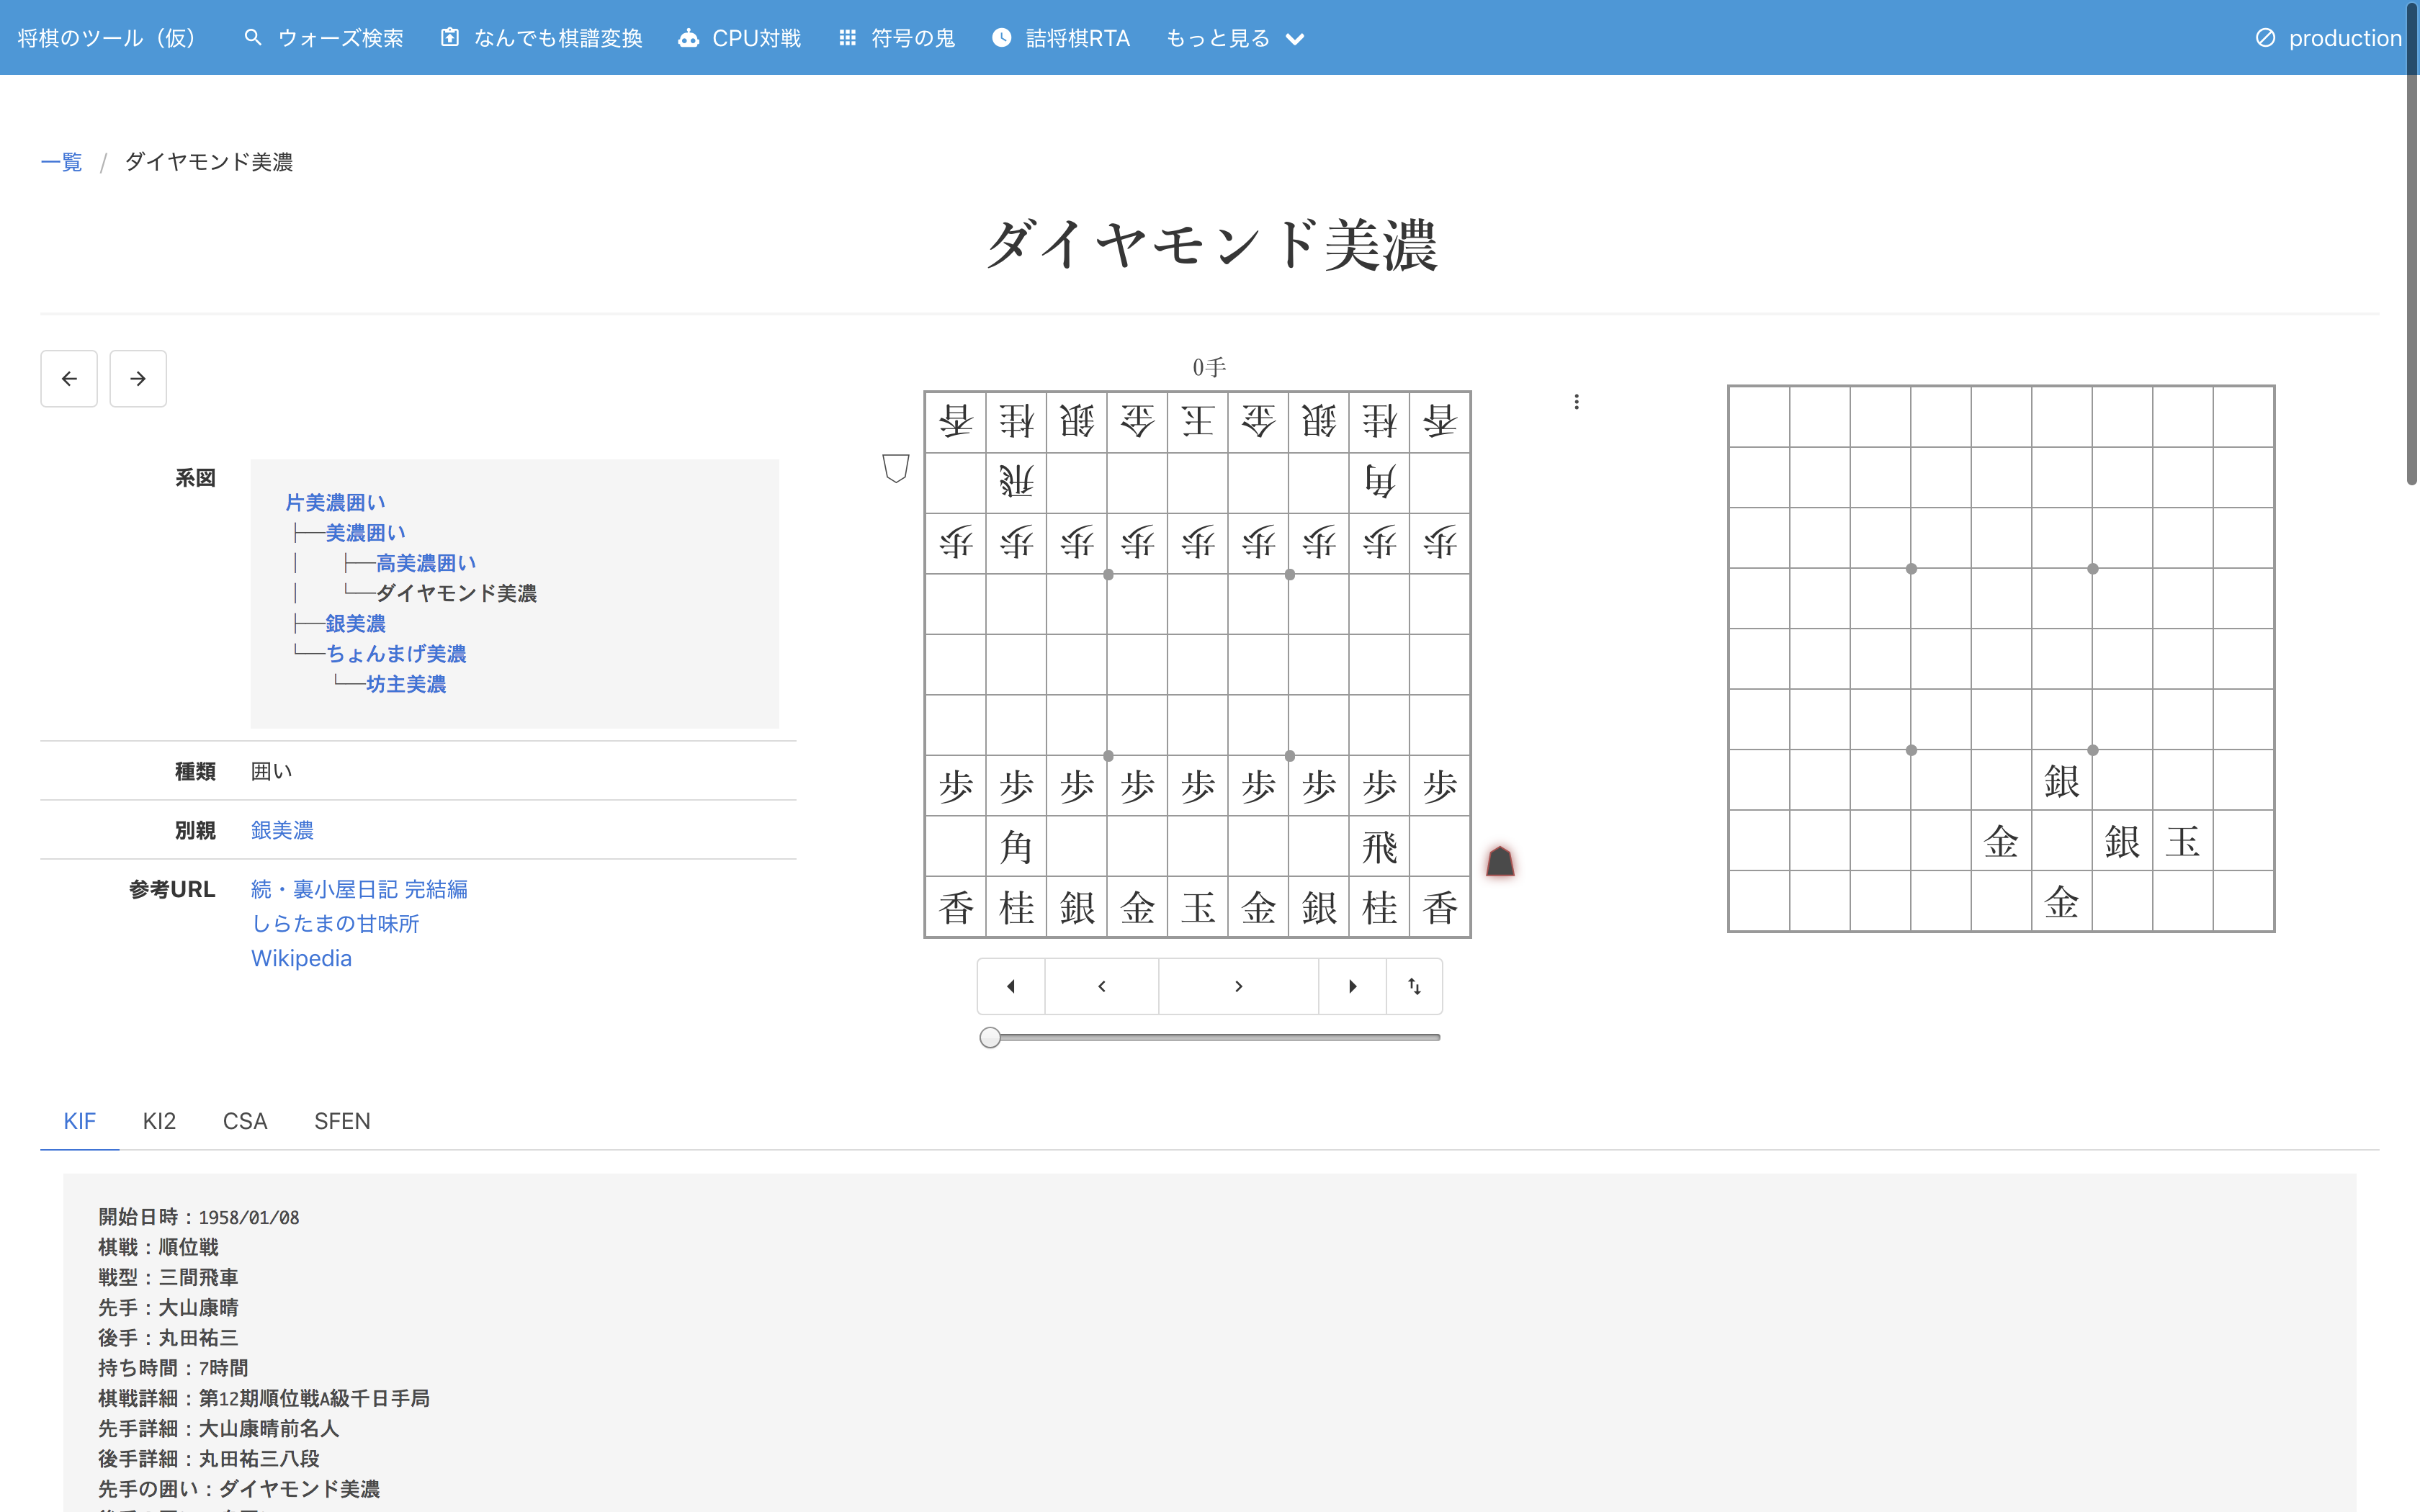 将棋のツール（仮） ウォーズ検索 なんでも棋譜変換 CPU対戦 符号の鬼 詰将棋RTA もっと見る production
一覧 / ダイヤモンド美濃
ダイヤモンド美濃
系図
片美濃囲い
├──美濃囲い
│   ├──高美濃囲い
│   └──ダイヤモンド美濃
├──銀美濃
└──ちょんまげ美濃
    └──坊主美濃
種類 囲い
別親 銀美濃
参考URL 続・裏小屋日記 完結編
しらたまの甘味所
Wikipedia
0手
香 桂 銀 金 王 金 銀 桂 香
飛 角
歩 歩 歩 歩 歩 歩 歩 歩 歩
歩 歩 歩 歩 歩 歩 歩 歩 歩
角 飛
香 桂 銀 金 玉 金 銀 桂 香
銀
金 銀 玉
金
KIF KI2 CSA SFEN
開始日時：1958/01/08
棋戦：順位戦
戦型：三間飛車
先手：大山康晴
後手：丸田祐三
持ち時間：7時間
棋戦詳細：第12期順位戦A級千日手局
先手詳細：大山康晴前名人
後手詳細：丸田祐三八段
先手の囲い：ダイヤモンド美濃